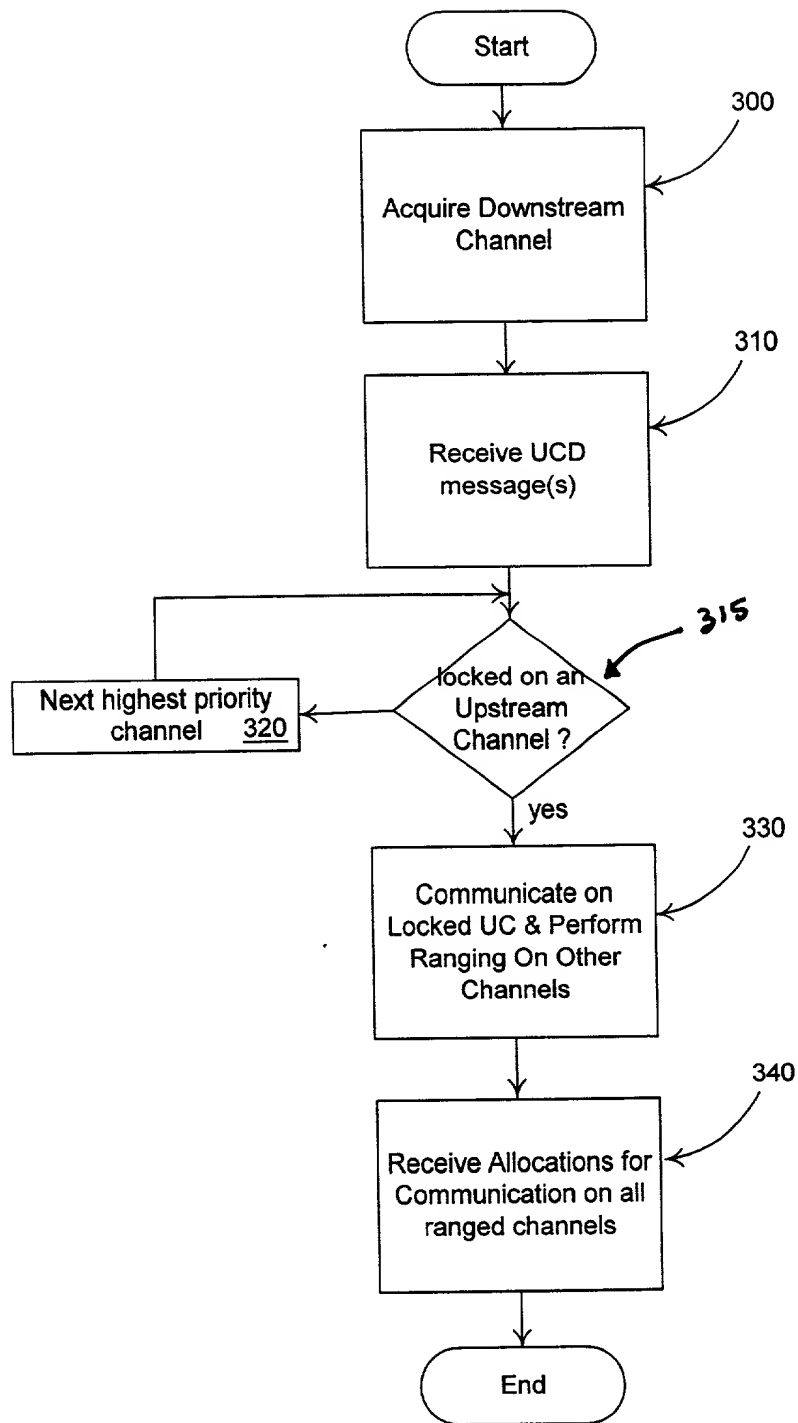 Start
300
Acquire Downstream
Channel
310
Receive UCD
message(s)
315
locked on an
Upstream
Channel ?
Next highest priority
channel 320
yes
330
Communicate on
Locked UC & Perform
Ranging On Other
Channels
340
Receive Allocations for
Communication on all
ranged channels
End